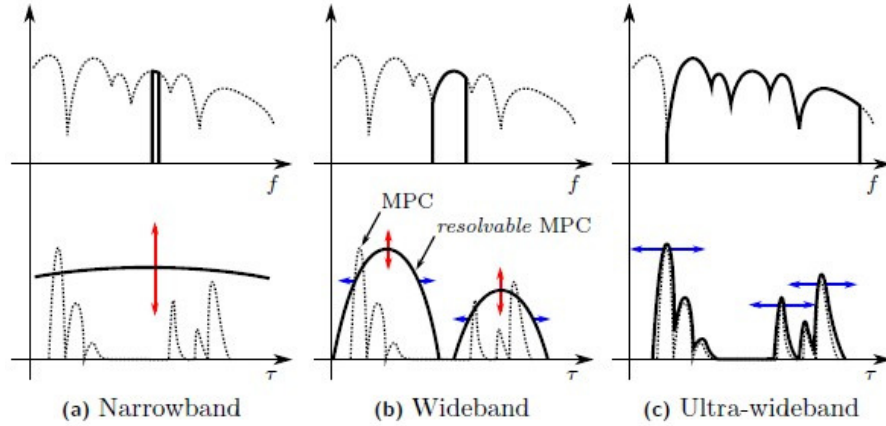 f
f
f
MPC
resolvable MPC
τ
τ
τ
(a) Narrowband
(b) Wideband
(c) Ultra-wideband